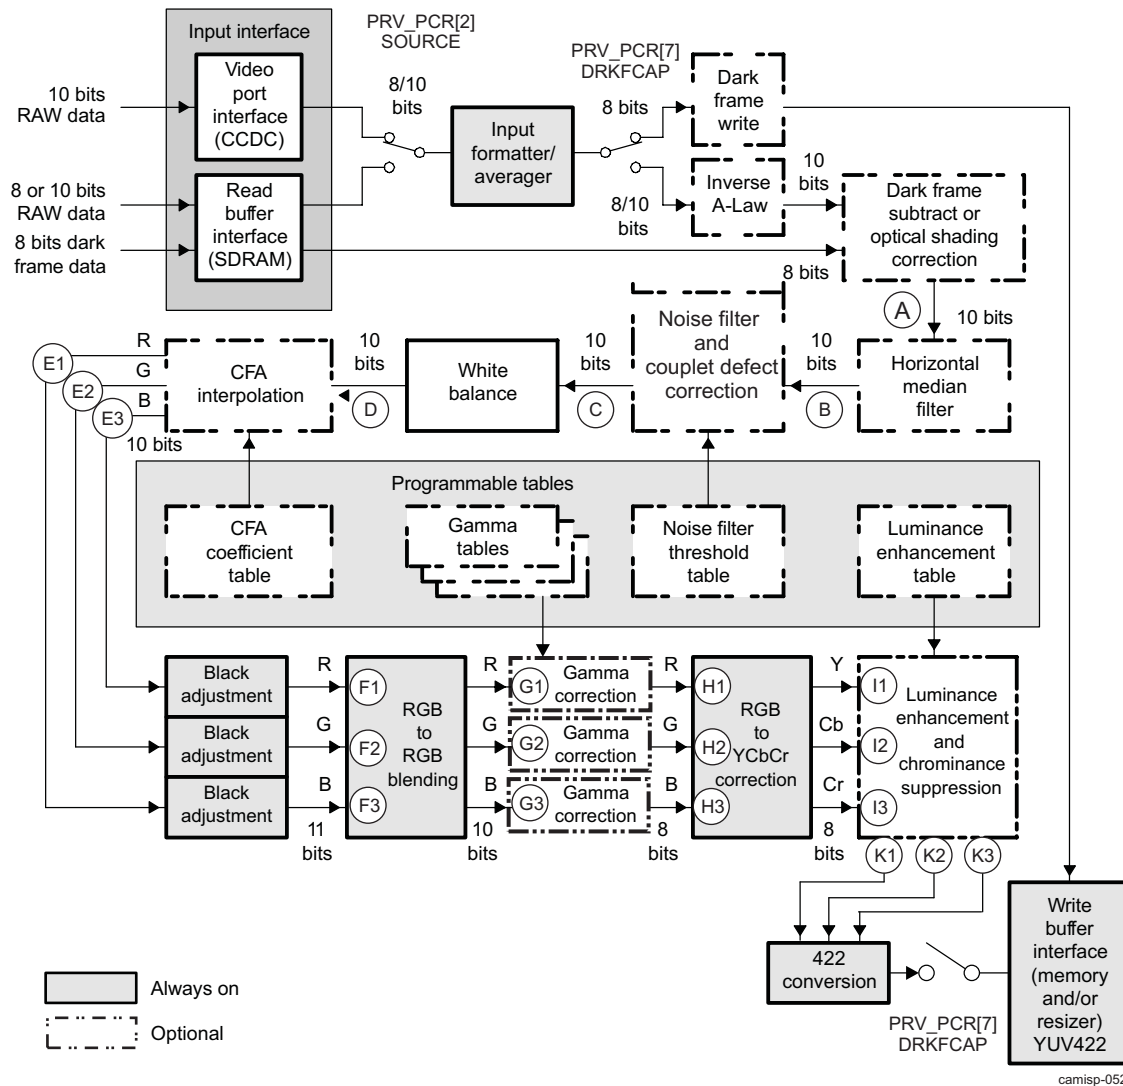 Input interface
PRV_PCR[2]
SOURCE
PRV_PCR[7]
DRKFCAP
10 bits
RAW data
Video
port
interface
(CCDC)
8/10
bits
Input
formatter/
averager
8 bits
Dark
frame
write
8 or 10 bits
RAW data
8 bits dark
frame data
Read
buffer
interface
(SDRAM)
8/10
bits
Inverse
A-Law
10
bits
Dark frame
subtract or
optical shading
correction
8 bits
A
10 bits
R
G
B
E1
E2
E3
10 bits
CFA
interpolation
10
bits
D
White
balance
10
bits
C
Noise filter
and
couplet defect
correction
10
bits
B
Horizontal
median
filter
Programmable tables
CFA
coefficient
table
Gamma
tables
Noise filter
threshold
table
Luminance
enhancement
table
Black
adjustment
Black
adjustment
Black
adjustment
R
G
B
11
bits
F1
F2
F3
RGB
to
RGB
blending
R
G
B
10
bits
G1
Gamma
correction
G2
Gamma
correction
G3
Gamma
correction
R
G
B
8
bits
H1
H2
H3
RGB
to
YCbCr
correction
Y
Cb
Cr
8
bits
I1
I2
I3
Luminance
enhancement
and
chrominance
suppression
K1
K2
K3
422
conversion
PRV_PCR[7]
DRKFCAP
Write
buffer
interface
(memory
and/or
resizer)
YUV422
Always on
Optional
camisp-052